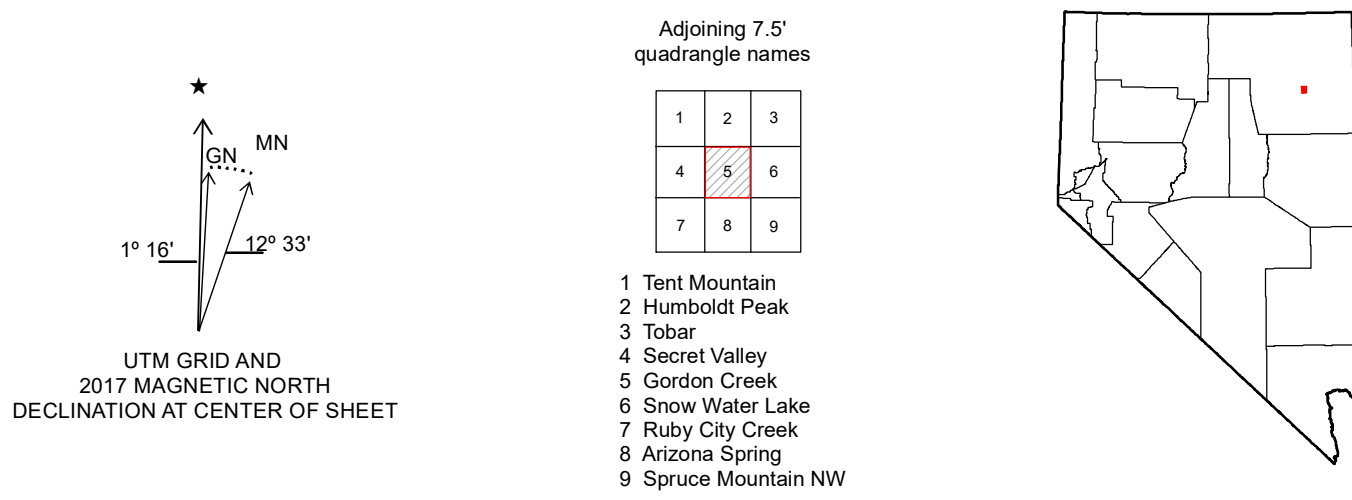 ★
GN
MN
1º 16'
12º 33'
UTM GRID AND
2017 MAGNETIC NORTH
DECLINATION AT CENTER OF SHEET
Adjoining 7.5'
quadrangle names
1 2 3
4 5 6
7 8 9
1 Tent Mountain
2 Humboldt Peak
3 Tobar
4 Secret Valley
5 Gordon Creek
6 Snow Water Lake
7 Ruby City Creek
8 Arizona Spring
9 Spruce Mountain NW